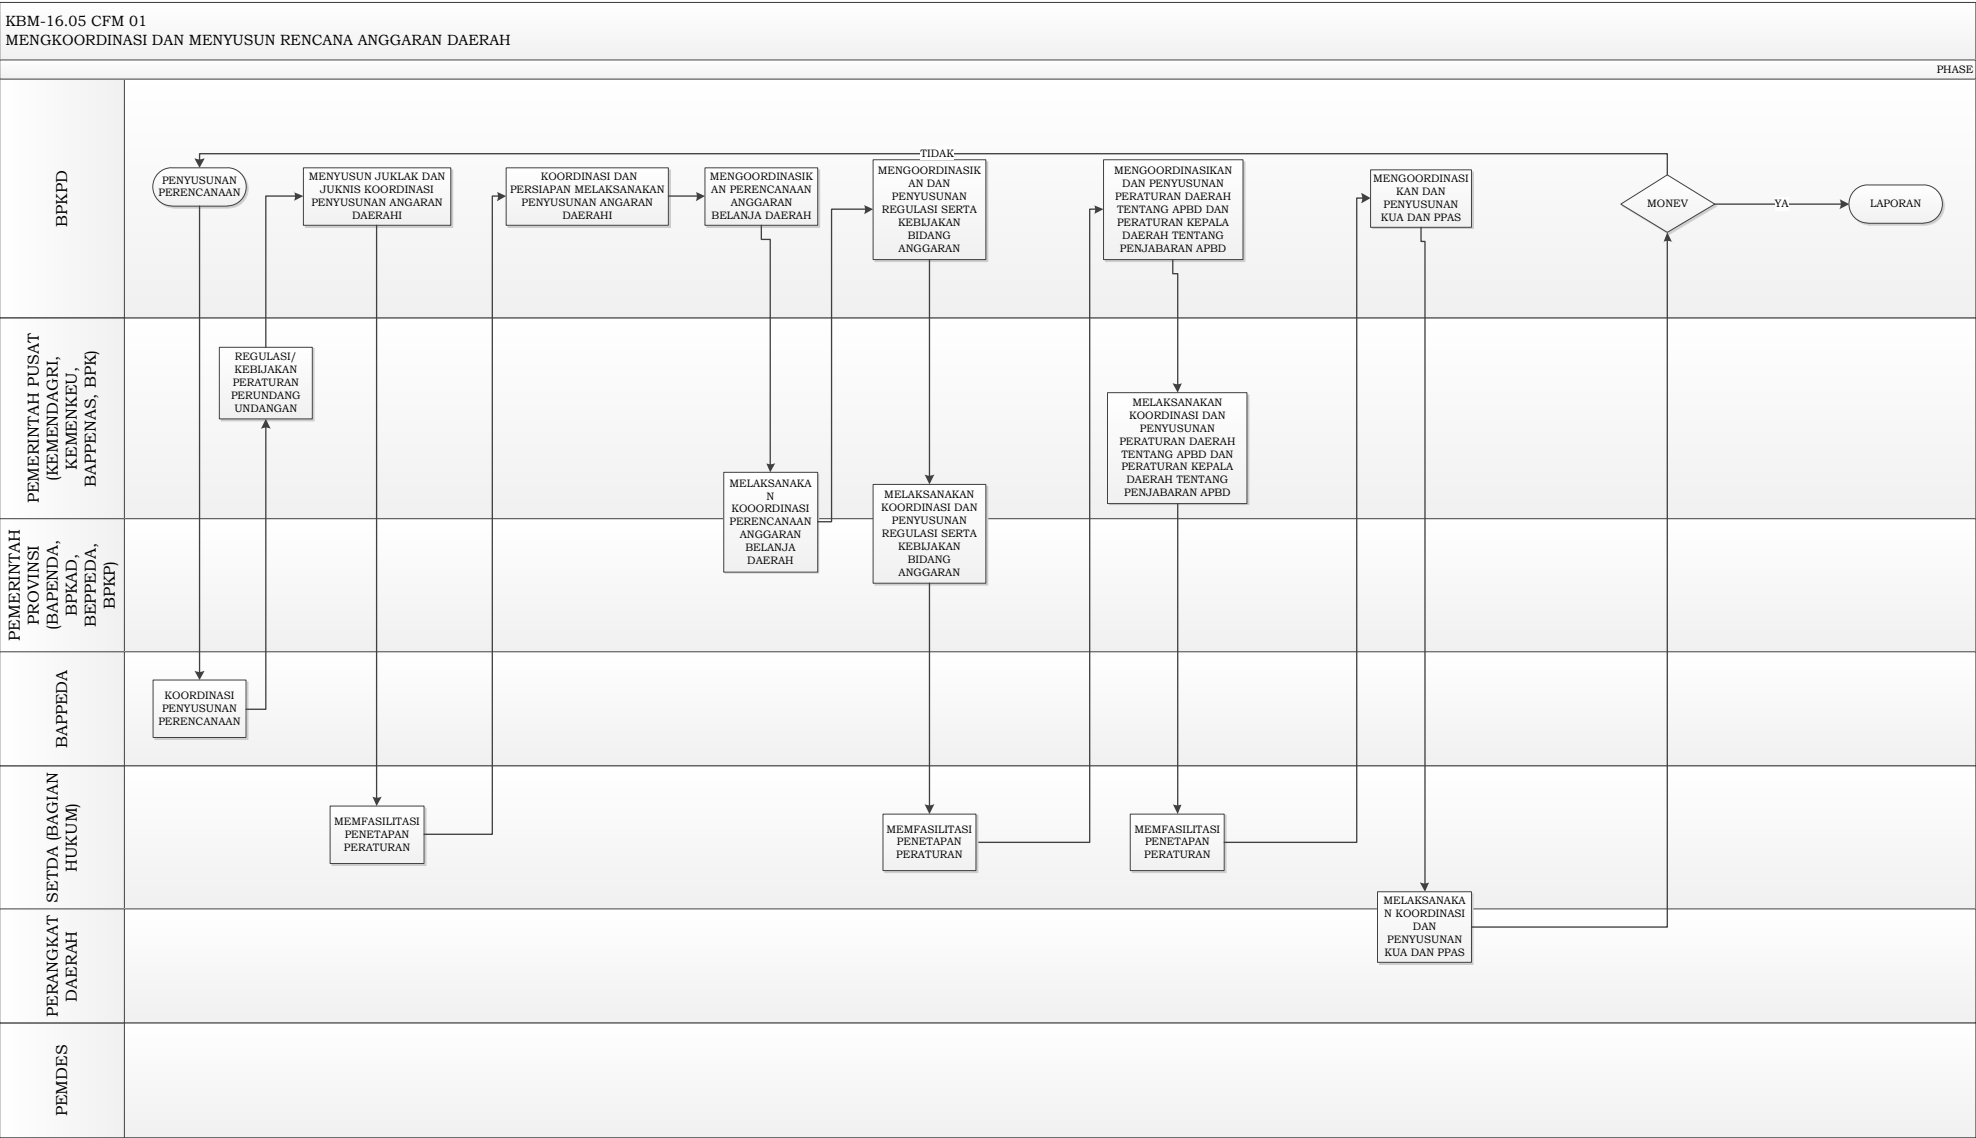 KBM-16.05 CFM 01
MENGKOORDINASI DAN MENYUSUN RENCANA ANGGARAN DAERAH
PHASE
BPKPD
TIDAK
PENYUSUNAN
PERENCANAAN
MENYUSUN JUKLAK DAN
JUKNIS KOORDINASI
PENYUSUNAN ANGARAN
DAERAHI
KOORDINASI DAN
PERSIAPAN MELAKSANAKAN
PENYUSUNAN ANGARAN
DAERAHI
MENGOORDINASIK
AN PERENCANAAN
ANGGARAN
BELANJA DAERAH
MENGOORDINASIK
AN DAN
PENYUSUNAN
REGULASI SERTA
KEBIJAKAN
BIDANG
ANGGARAN
MENGOORDINASIKAN
DAN PENYUSUNAN
PERATURAN DAERAH
TENTANG APBD DAN
PERATURAN KEPALA
DAERAH TENTANG
PENJABARAN APBD
MENGOORDINASI
KAN DAN
PENYUSUNAN
KUA DAN PPAS
MONEV
YA
LAPORAN
PEMERINTAH PUSAT
(KEMENDAGRI,
KEMENKEU,
BAPPENAS, BPK)
REGULASI/
KEBIJAKAN
PERATURAN
PERUNDANG
UNDANGAN
MELAKSANAKA
N
KOOORDINASI
PERENCANAAN
ANGGARAN
BELANJA
DAERAH
MELAKSANAKAN
KOORDINASI DAN
PENYUSUNAN
REGULASI SERTA
KEBIJAKAN
BIDANG
ANGGARAN
MELAKSANAKAN
KOORDINASI DAN
PENYUSUNAN
PERATURAN DAERAH
TENTANG APBD DAN
PERATURAN KEPALA
DAERAH TENTANG
PENJABARAN APBD
PEMERINTAH
PROVINSI
(BAPENDA,
BPKAD,
BEPPEDA,
BPKP)
BAPPEDA
KOORDINASI
PENYUSUNAN
PERENCANAAN
SETDA (BAGIAN
HUKUM)
MEMFASILITASI
PENETAPAN
PERATURAN
MEMFASILITASI
PENETAPAN
PERATURAN
MEMFASILITASI
PENETAPAN
PERATURAN
PERANGKAT
DAERAH
MELAKSANAKA
N KOORDINASI
DAN
PENYUSUNAN
KUA DAN PPAS
PEMDES